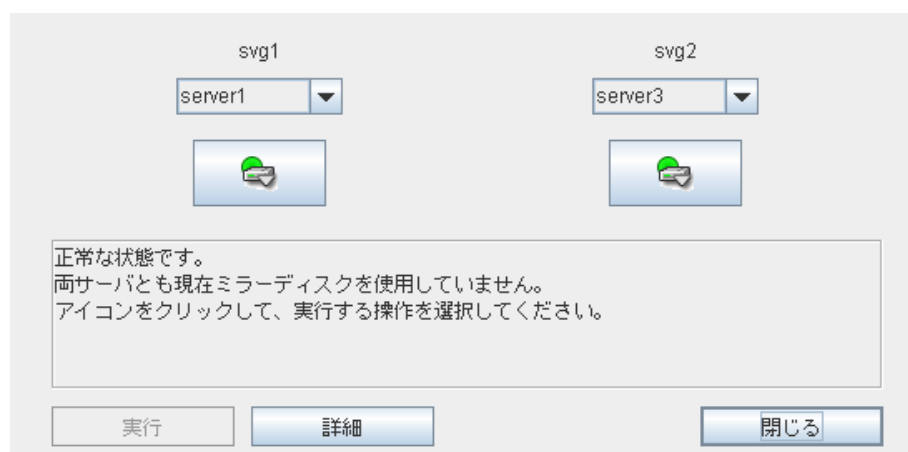 svg1 svg2
server1 server3
正常な状態です。
両サーバとも現在ミラーディスクを使用していません。
アイコンをクリックして、実行する操作を選択してください。
実行 詳細 閉じる